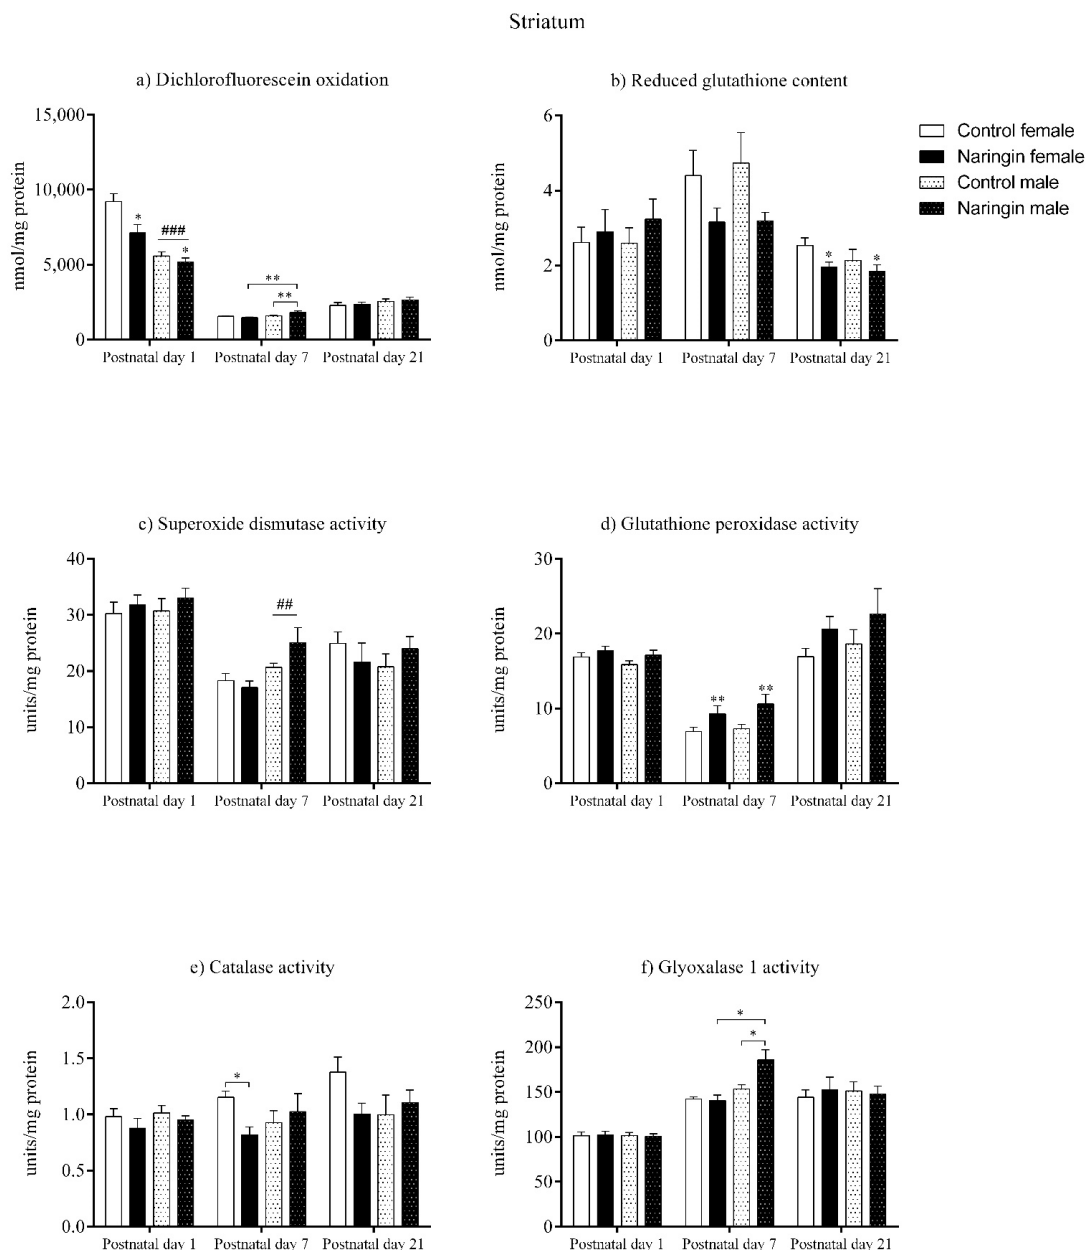 Striatum
a) Dichlorofluorescein oxidation
nmol/mg protein
15,000
10,000
5,000
0
*
###
*
**
**
Postnatal day 1 Postnatal day 7 Postnatal day 21
b) Reduced glutathione content
nmol/mg protein
6
4
2
0
*
*
Postnatal day 1 Postnatal day 7 Postnatal day 21
Control female
Naringin female
Control male
Naringin male
c) Superoxide dismutase activity
units/mg protein
40
30
20
10
0
##
Postnatal day 1 Postnatal day 7 Postnatal day 21
d) Glutathione peroxidase activity
units/mg protein
30
20
10
0
**
**
Postnatal day 1 Postnatal day 7 Postnatal day 21
e) Catalase activity
units/mg protein
2.0
1.5
1.0
0.5
0.0
*
Postnatal day 1 Postnatal day 7 Postnatal day 21
f) Glyoxalase 1 activity
units/mg protein
250
200
150
100
50
0
*
*
Postnatal day 1 Postnatal day 7 Postnatal day 21